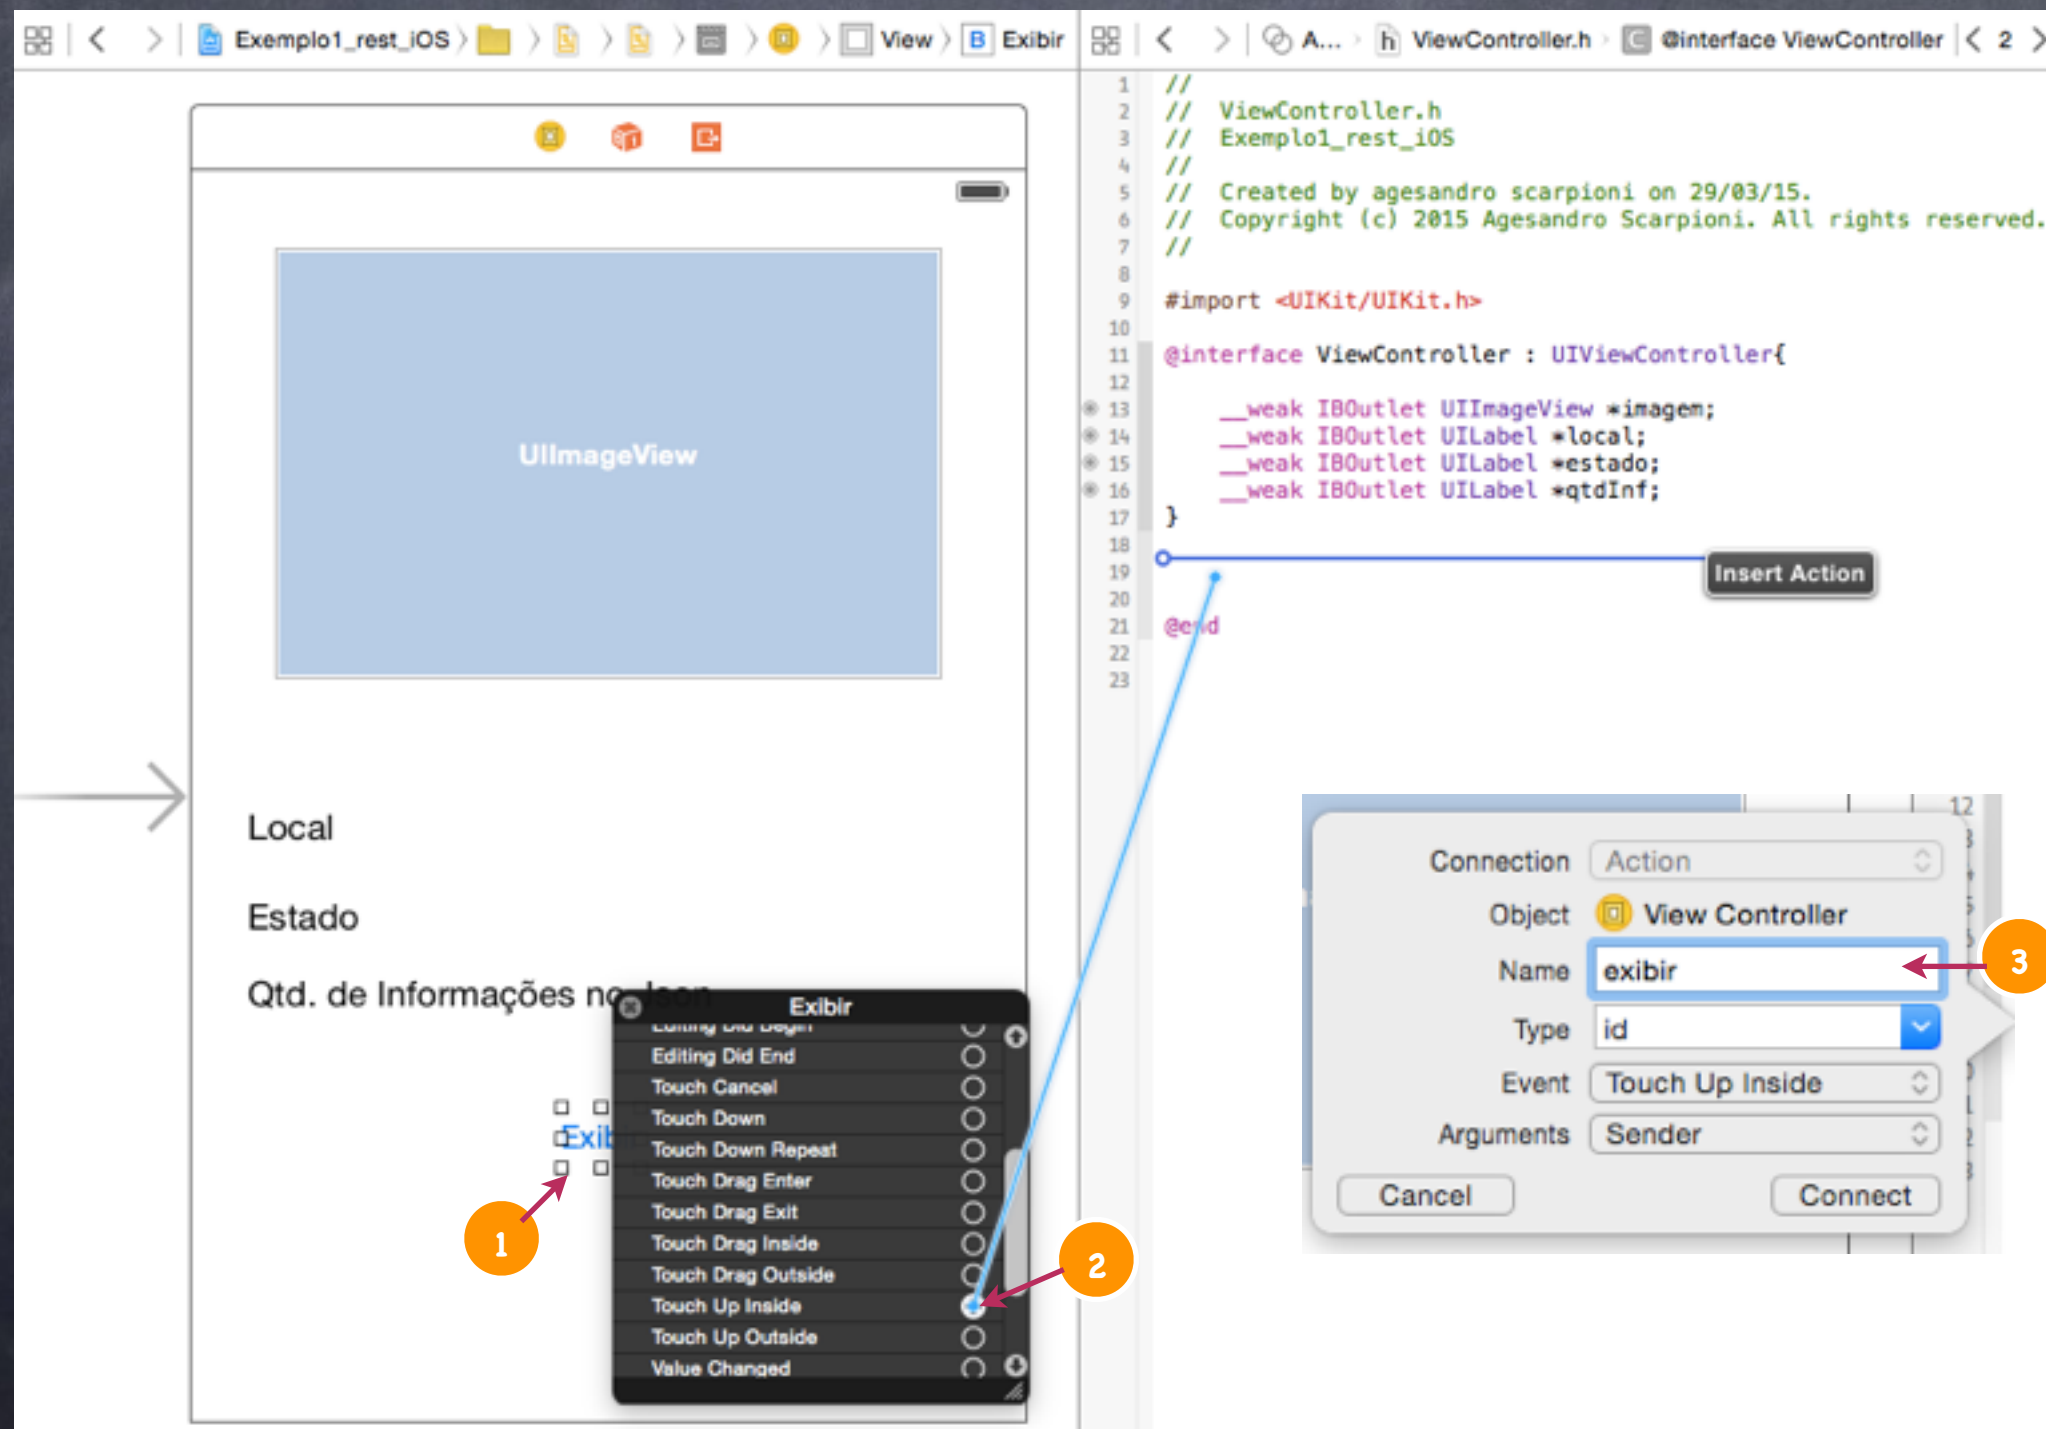 Exemplo1_rest_iOS
View
B Exibir
A...
h ViewController.h
C @interface ViewController
2
UIImageView
Local
Estado
Qtd. de Informações no Json
Exibir
Editing Did Begin
Editing Did End
Touch Cancel
Touch Down
Touch Down Repeat
Touch Drag Enter
Touch Drag Exit
Touch Drag Inside
Touch Drag Outside
Touch Up Inside
Touch Up Outside
Value Changed
Exib
1
2
1 //
2 // ViewController.h
3 // Exemplo1_rest_iOS
4 //
5 // Created by agesandro scarpioni on 29/03/15.
6 // Copyright (c) 2015 Agesandro Scarpioni. All rights reserved.
7 //
8
9 #import <UIKit/UIKit.h>
10
11 @interface ViewController : UIViewController{
12
13 __weak IBOutlet UIImageView *imagem;
14 __weak IBOutlet UILabel *local;
15 __weak IBOutlet UILabel *estado;
16 __weak IBOutlet UILabel *qtdInf;
17 }
18
19
20
21 @end
22
23
Insert Action
12
Connection Action
Object View Controller
Name exibir
3
Type id
Event Touch Up Inside
Arguments Sender
Cancel Connect